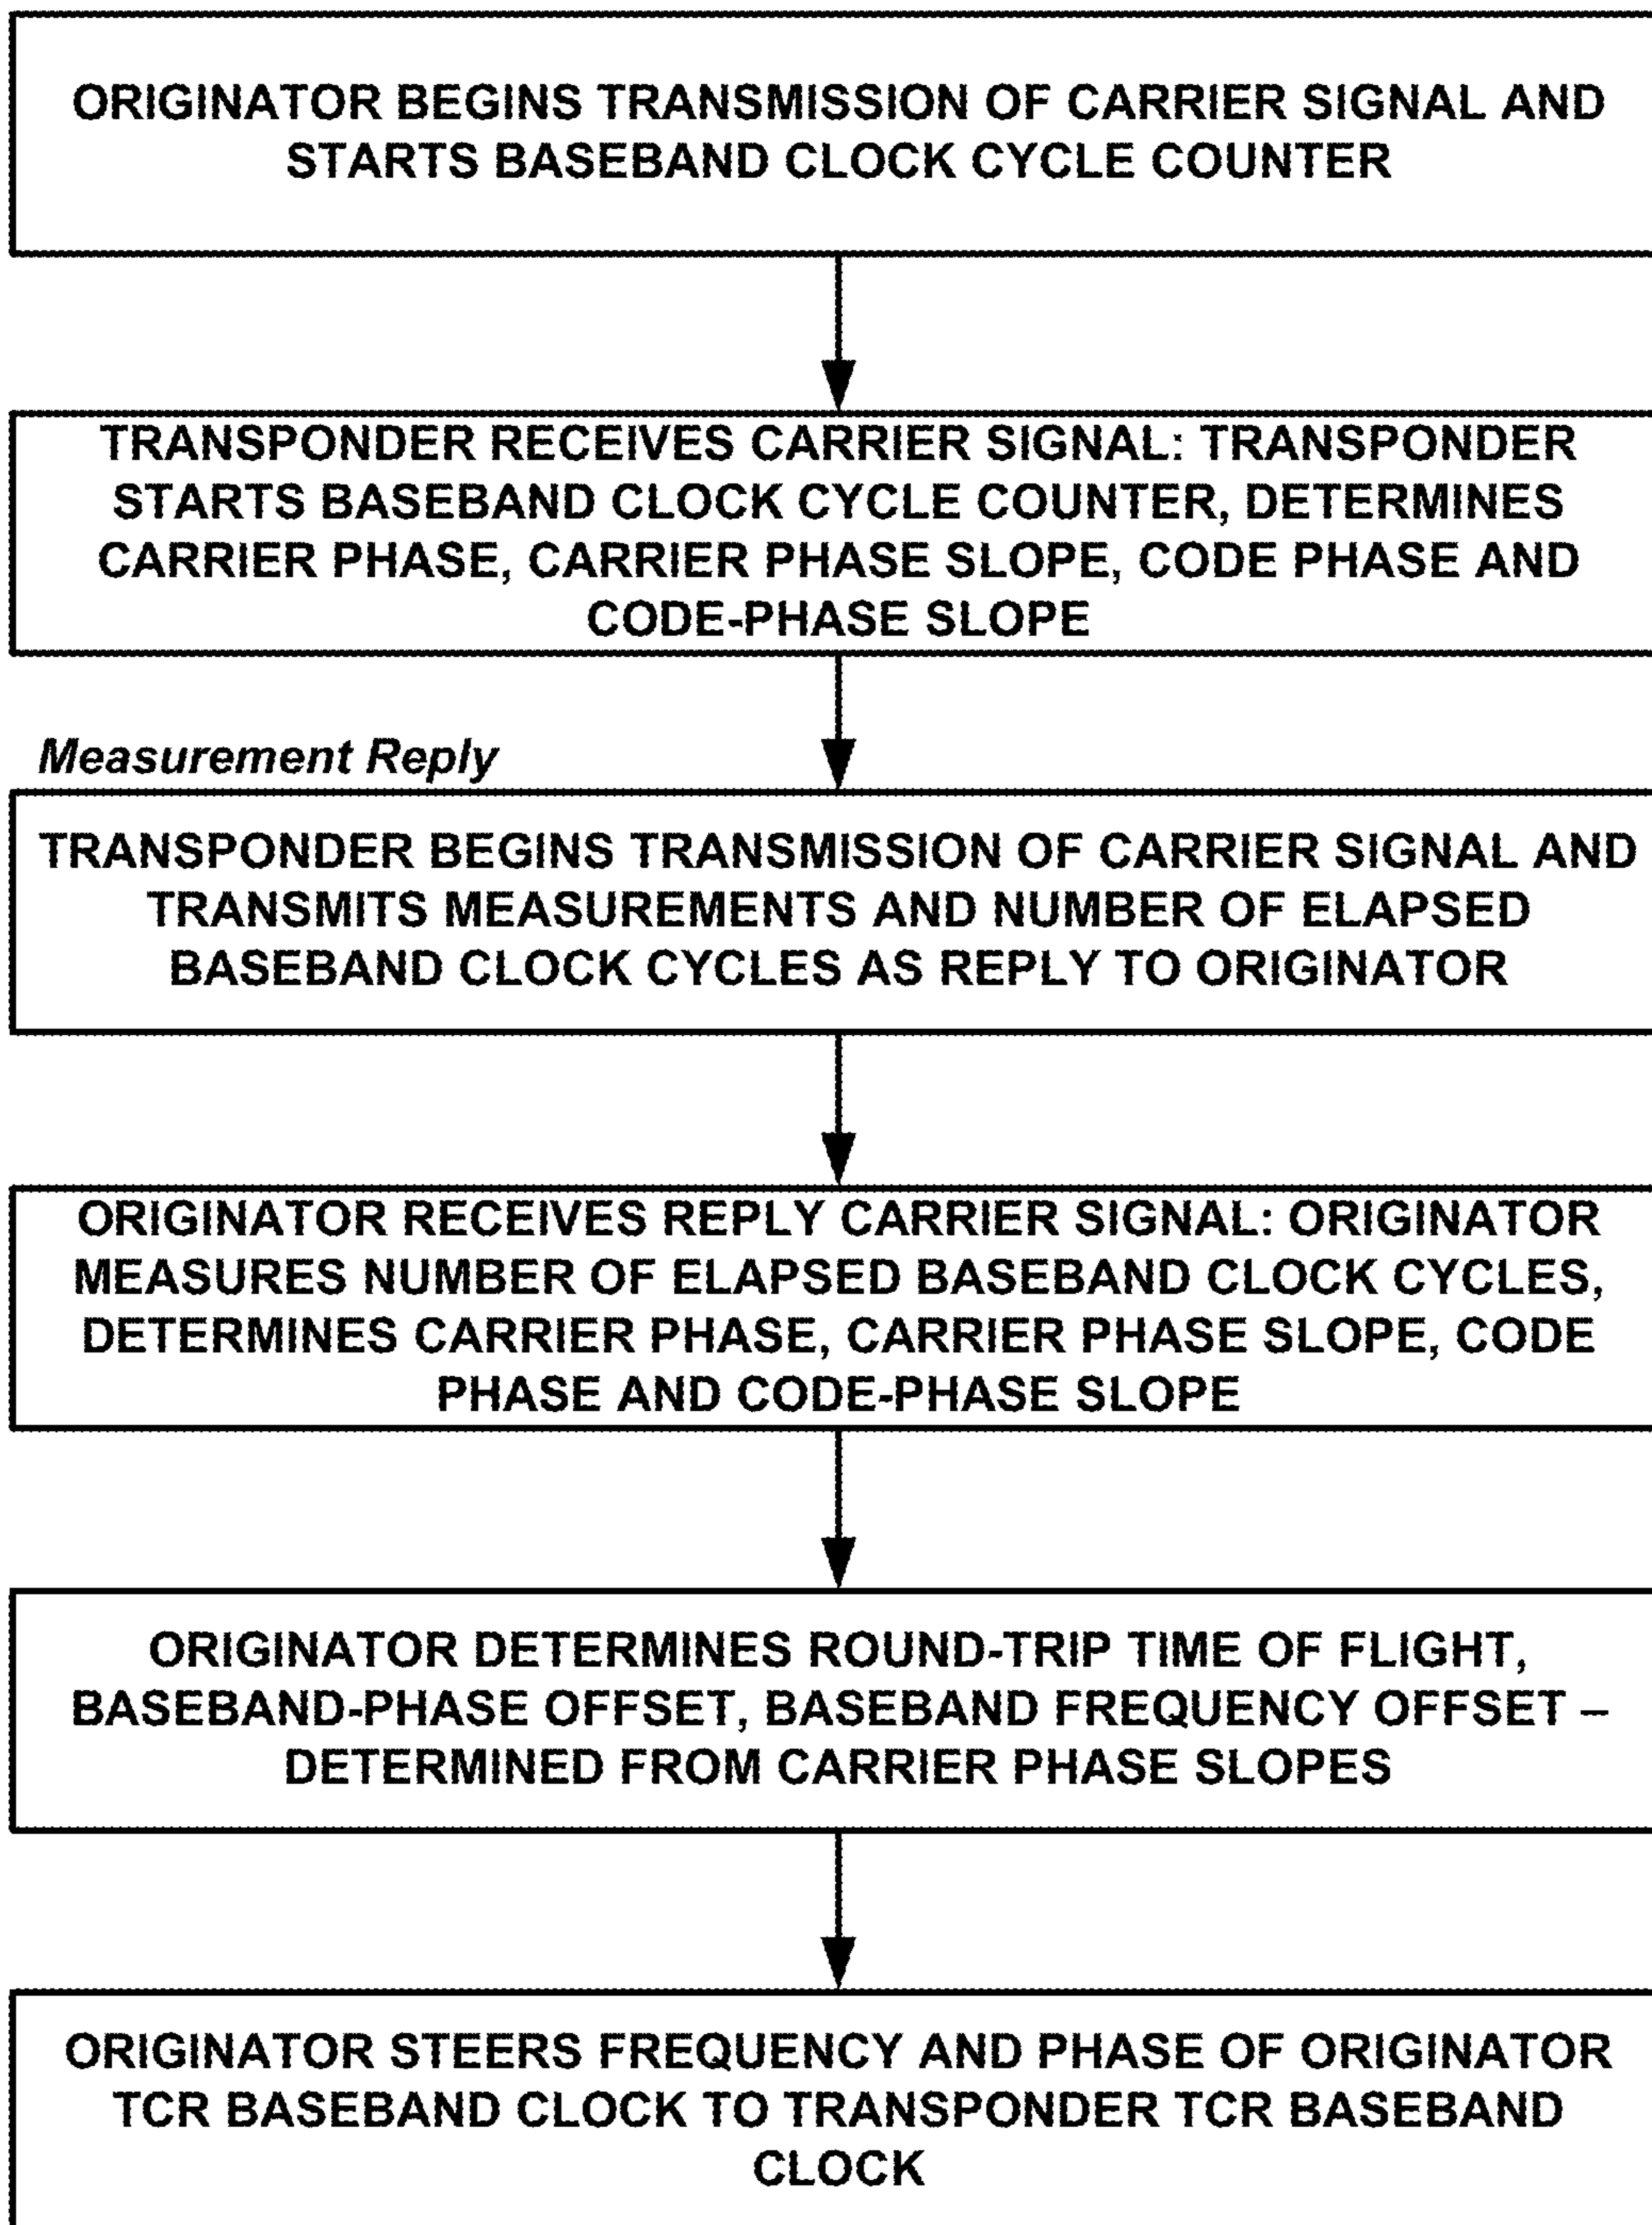 ORIGINATOR BEGINS TRANSMISSION OF CARRIER SIGNAL AND
STARTS BASEBAND CLOCK CYCLE COUNTER
TRANSPONDER RECEIVES CARRIER SIGNAL: TRANSPONDER
STARTS BASEBAND CLOCK CYCLE COUNTER, DETERMINES
CARRIER PHASE, CARRIER PHASE SLOPE, CODE PHASE AND
CODE-PHASE SLOPE
Measurement Reply
TRANSPONDER BEGINS TRANSMISSION OF CARRIER SIGNAL AND
TRANSMITS MEASUREMENTS AND NUMBER OF ELAPSED
BASEBAND CLOCK CYCLES AS REPLY TO ORIGINATOR
ORIGINATOR RECEIVES REPLY CARRIER SIGNAL: ORIGINATOR
MEASURES NUMBER OF ELAPSED BASEBAND CLOCK CYCLES,
DETERMINES CARRIER PHASE, CARRIER PHASE SLOPE, CODE
PHASE AND CODE-PHASE SLOPE
ORIGINATOR DETERMINES ROUND-TRIP TIME OF FLIGHT,
BASEBAND-PHASE OFFSET, BASEBAND FREQUENCY OFFSET –
DETERMINED FROM CARRIER PHASE SLOPES
ORIGINATOR STEERS FREQUENCY AND PHASE OF ORIGINATOR
TCR BASEBAND CLOCK TO TRANSPONDER TCR BASEBAND
CLOCK